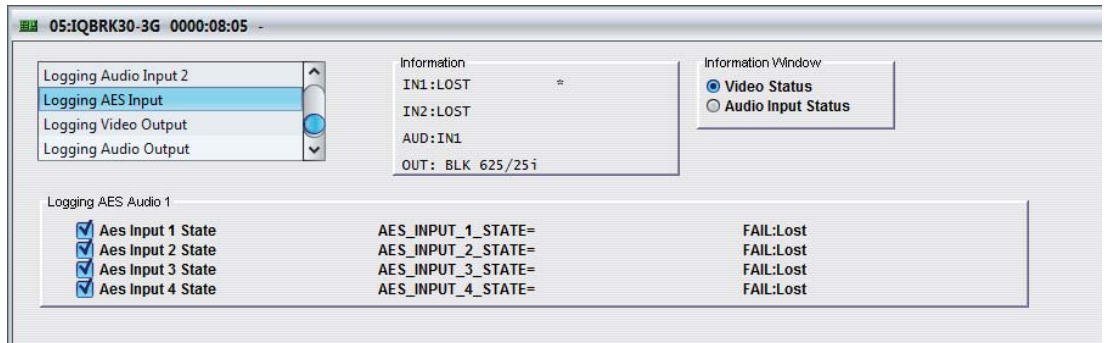 05:IQBRK30-3G 0000:08:05 -
Logging Audio Input 2
Logging AES Input
Logging Video Output
Logging Audio Output
Information
IN1:LOST *
IN2:LOST
AUD:IN1
OUT: BLK 625/25i
Information Window
Video Status
Audio Input Status
Logging AES Audio 1
Aes Input 1 State AES_INPUT_1_STATE= FAIL:Lost
Aes Input 2 State AES_INPUT_2_STATE= FAIL:Lost
Aes Input 3 State AES_INPUT_3_STATE= FAIL:Lost
Aes Input 4 State AES_INPUT_4_STATE= FAIL:Lost